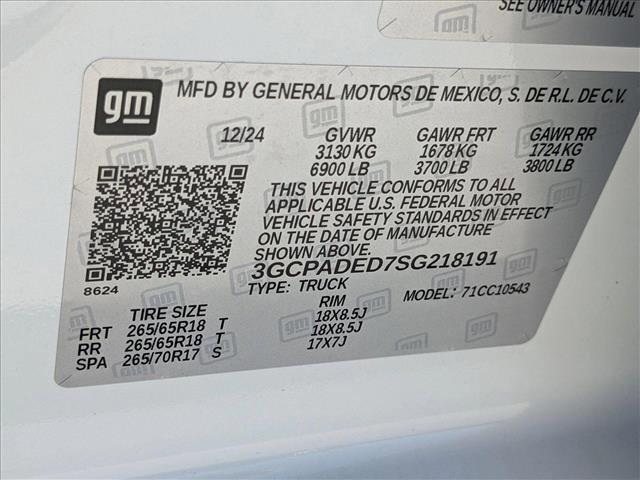 SEE OWNER'S MANUAL
gm
MFD BY GENERAL MOTORS DE MEXICO, S. DE R.L. DE C.V.
12/24 GVWR GAWR FRT GAWR RR
3130 KG 1678 KG 1724 KG
6900 LB 3700 LB 3800 LB
THIS VEHICLE CONFORMS TO ALL
APPLICABLE U.S. FEDERAL MOTOR
VEHICLE SAFETY STANDARDS IN EFFECT
ON THE DATE OF MANUFACTURE
SHOWN ABOVE.
8624
3GCPADED7SG218191
TYPE: TRUCK MODEL: 71CC10543
TIRE SIZE RIM
FRT 265/65R18 T 18X8.5J
RR 265/65R18 T 18X8.5J
SPA 265/70R17 S 17X7J